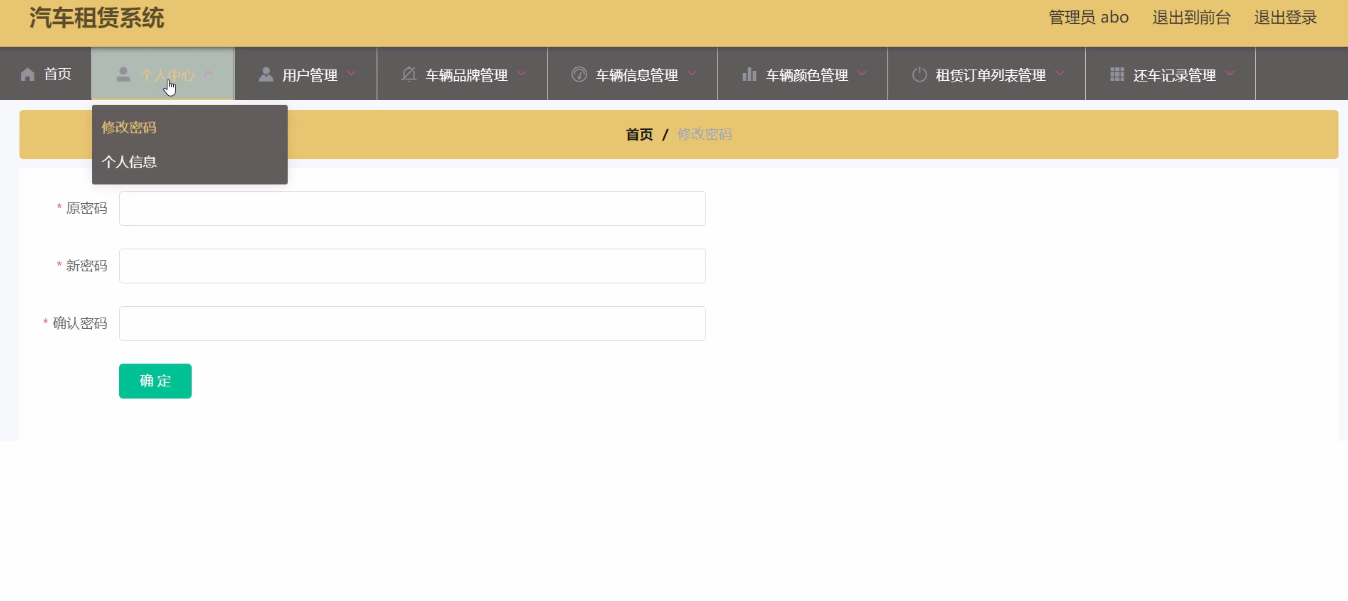 汽车租赁系统
管理员 abo 退出到前台 退出登录
首页 个人中心 用户管理 车辆品牌管理 车辆信息管理 车辆颜色管理 租赁订单列表管理 还车记录管理
修改密码
个人信息
首页 / 修改密码
* 原密码
* 新密码
* 确认密码
确 定